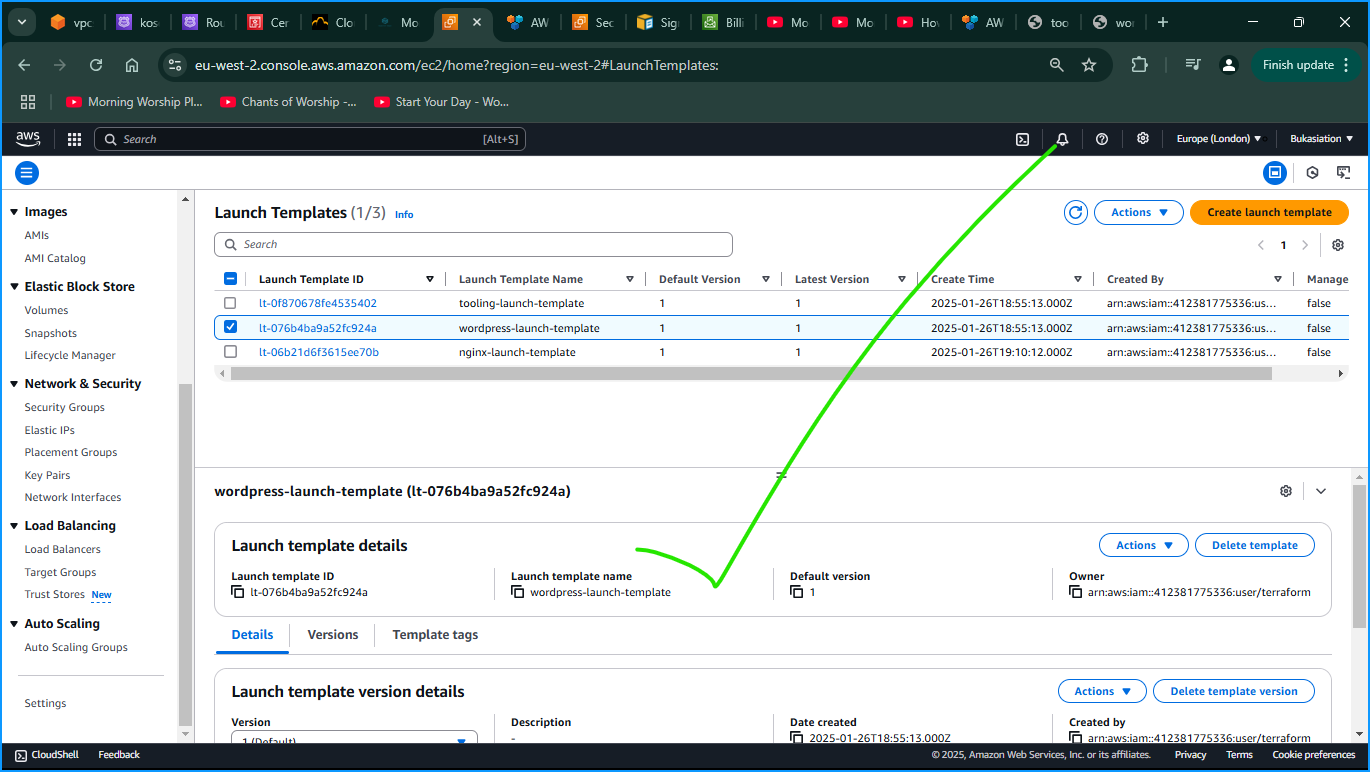 vpc
kos
Rou
Cer
Clo
Mo
AW
Sec
Sig
Billi
Mo
Mo
Ho
AW
too
wor
eu-west-2.console.aws.amazon.com/ec2/home?region=eu-west-2#LaunchTemplates:
Finish update
Morning Worship Pl...
Chants of Worship -...
Start Your Day - Wo...
aws
Search
[Alt+S]
Europe (London)
Bukasiation
Images
AMIs
AMI Catalog
Elastic Block Store
Volumes
Snapshots
Lifecycle Manager
Network & Security
Security Groups
Elastic IPs
Placement Groups
Key Pairs
Network Interfaces
Load Balancing
Load Balancers
Target Groups
Trust Stores New
Auto Scaling
Auto Scaling Groups
Settings
Launch Templates (1/3) Info
Actions
Create launch template
Search
1
Launch Template ID Launch Template Name Default Version Latest Version Create Time Created By Manage
lt-0f870678fe4535402 tooling-launch-template 1 1 2025-01-26T18:55:13.000Z arn:aws:iam::412381775336:us... false
lt-076b4ba9a52fc924a wordpress-launch-template 1 1 2025-01-26T18:55:13.000Z arn:aws:iam::412381775336:us... false
lt-06b21d6f3615ee70b nginx-launch-template 1 1 2025-01-26T19:10:12.000Z arn:aws:iam::412381775336:us... false
wordpress-launch-template (lt-076b4ba9a52fc924a)
Launch template details
Actions
Delete template
Launch template ID
lt-076b4ba9a52fc924a
Launch template name
wordpress-launch-template
Default version
1
Owner
arn:aws:iam::412381775336:user/terraform
Details
Versions
Template tags
Launch template version details
Actions
Delete template version
Version
1 (Default)
Description
-
Date created
2025-01-26T18:55:13.000Z
Created by
arn:aws:iam::412381775336:user/terraform
CloudShell
Feedback
© 2025, Amazon Web Services, Inc. or its affiliates.
Privacy
Terms
Cookie preferences